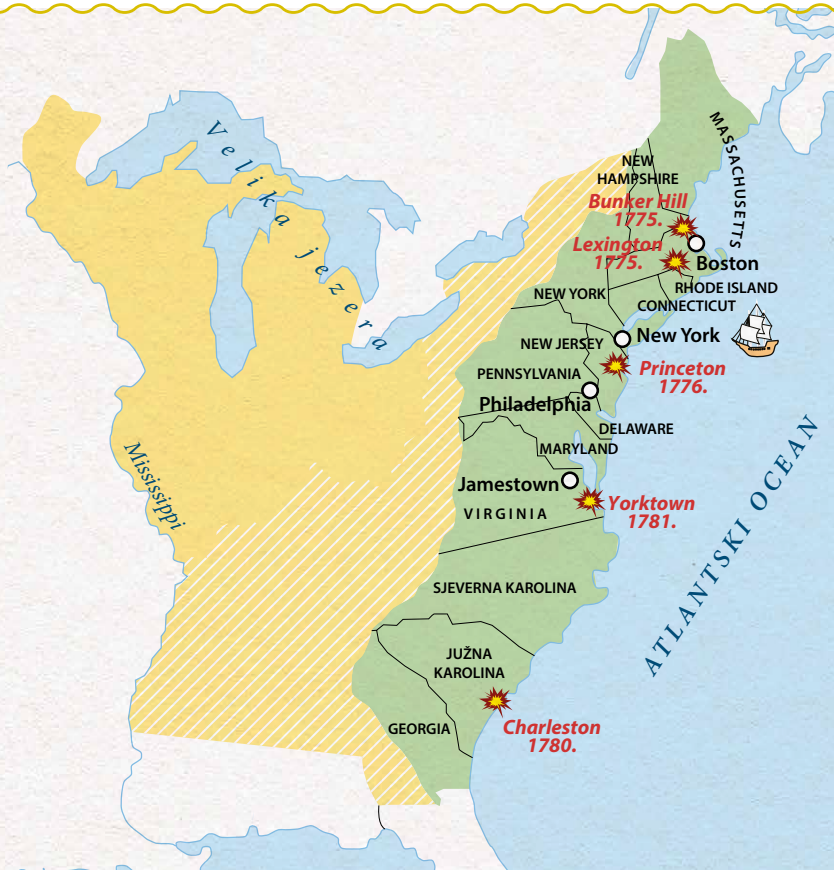 Velika jezera
MASSACHUSETTS
NEW
HAMPSHIRE
Bunker Hill
1775.
Lexington
1775.
Boston
RHODE ISLAND
CONNECTICUT
NEW YORK
New York
NEW JERSEY
Princeton
1776.
PENNSYLVANIA
Philadelphia
DELAWARE
MARYLAND
Mississippi
Jamestown
Yorktown
1781.
VIRGINIA
ATLANTSKI OCEAN
SJEVERNA KAROLINA
JUŽNA
KAROLINA
GEORGIA
Charleston
1780.